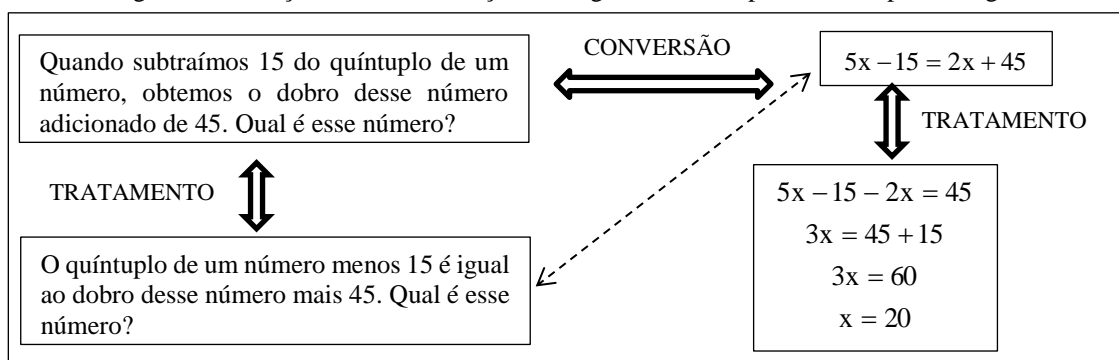 Quando subtraímos 15 do quíntuplo de um
número, obtemos o dobro desse número
adicionado de 45. Qual é esse número?
CONVERSÃO
5x − 15 = 2x + 45
TRATAMENTO
TRATAMENTO
O quíntuplo de um número menos 15 é igual
ao dobro desse número mais 45. Qual é esse
número?
5x − 15 − 2x = 45
3x = 45 + 15
3x = 60
x = 20